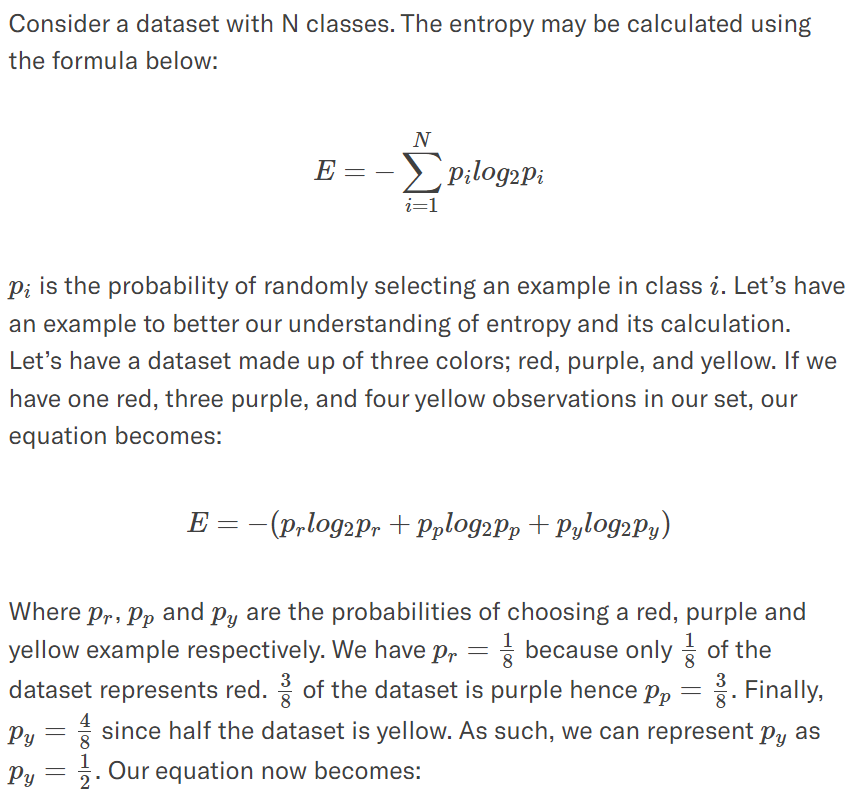 Consider a dataset with N classes. The entropy may be calculated using
the formula below:
E = − ∑_{i=1}^{N} p_i log_2 p_i
p_i is the probability of randomly selecting an example in class i. Let’s have
an example to better our understanding of entropy and its calculation.
Let’s have a dataset made up of three colors; red, purple, and yellow. If we
have one red, three purple, and four yellow observations in our set, our
equation becomes:
E = −(p_r log_2 p_r + p_p log_2 p_p + p_y log_2 p_y)
Where p_r, p_p and p_y are the probabilities of choosing a red, purple and
yellow example respectively. We have p_r = 1/8 because only 1/8 of the
dataset represents red. 3/8 of the dataset is purple hence p_p = 3/8. Finally,
p_y = 4/8 since half the dataset is yellow. As such, we can represent p_y as
p_y = 1/2. Our equation now becomes: